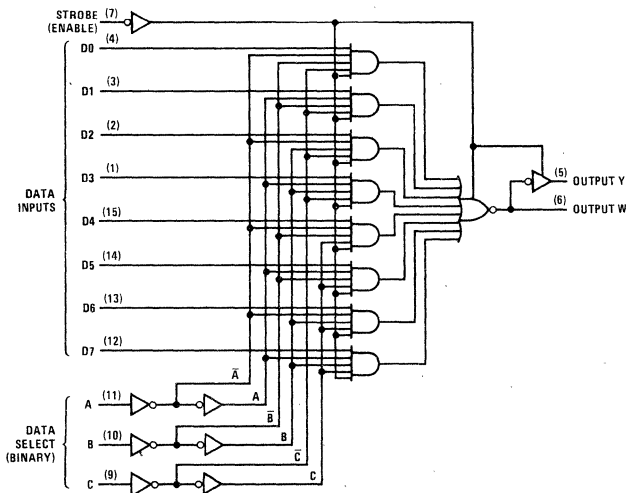 STROBE (7)
(ENABLE)
(4)
D0
(3)
D1
(2)
D2
(1)
D3
(15)
D4
(14)
D5
(13)
D6
(12)
D7
DATA
INPUTS
(5)
OUTPUT Y
(6)
OUTPUT W
A̅
A (11)
A
B̅
B (10)
B
C̅
C (9)
C
DATA
SELECT
(BINARY)